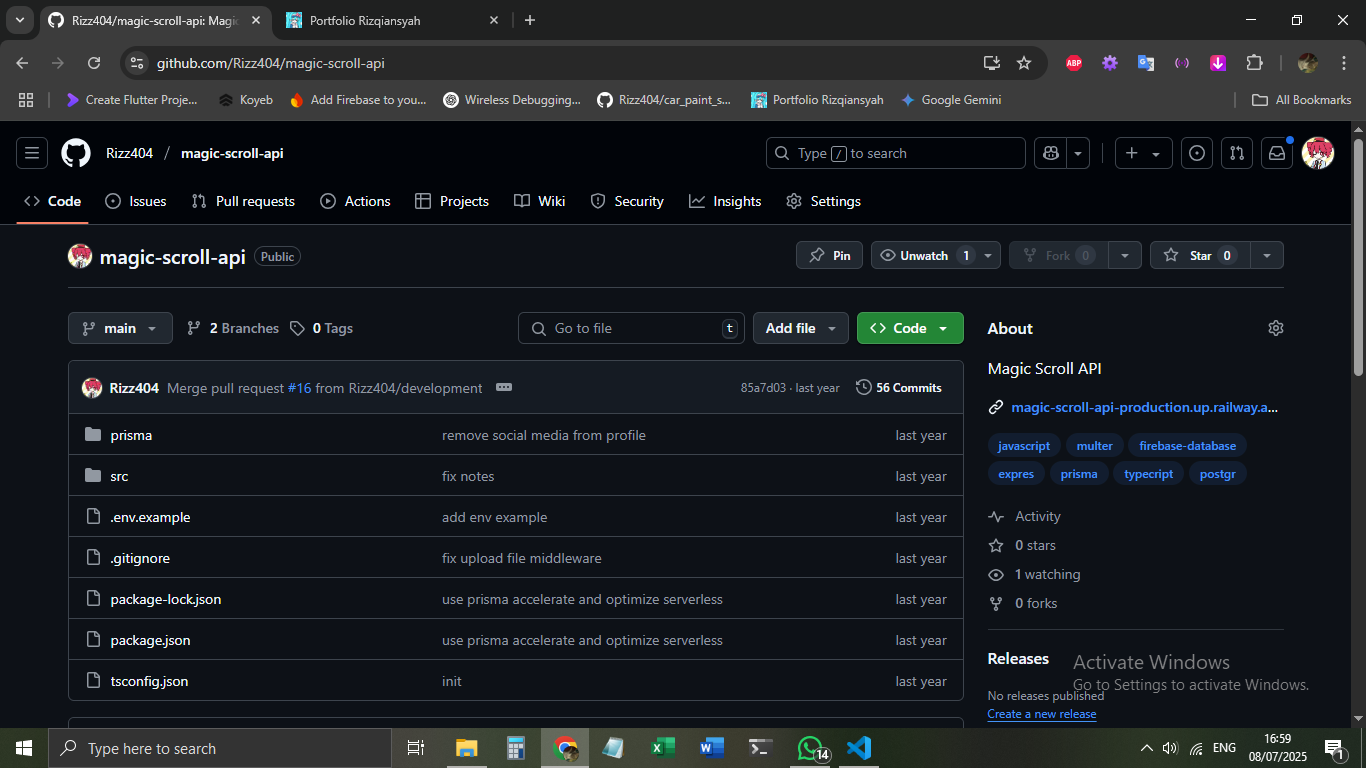 Rizz404/magic-scroll-api: Magic
Portfolio Rizqiansyah
github.com/Rizz404/magic-scroll-api
ABP
Create Flutter Proje...
Koyeb
Add Firebase to you...
Wireless Debugging...
Rizz404/car_paint_s...
Portfolio Rizqiansyah
Google Gemini
All Bookmarks
Rizz404 / magic-scroll-api
Type / to search
Code
Issues
Pull requests
Actions
Projects
Wiki
Security
Insights
Settings
magic-scroll-api
Public
Pin
Unwatch 1
Fork 0
Star 0
main
2 Branches
0 Tags
Go to file
t
Add file
Code
Rizz404 Merge pull request #16 from Rizz404/development
85a7d03 · last year
56 Commits
prisma remove social media from profile last year
src fix notes last year
.env.example add env example last year
.gitignore fix upload file middleware last year
package-lock.json use prisma accelerate and optimize serverless last year
package.json use prisma accelerate and optimize serverless last year
tsconfig.json init last year
About
Magic Scroll API
magic-scroll-api-production.up.railway.a...
javascript multer firebase-database
expres prisma typecript postgr
Activity
0 stars
1 watching
0 forks
Releases
No releases published
Create a new release
Activate Windows
Go to Settings to activate Windows.
Type here to search
14
ENG
16:59
08/07/2025
1